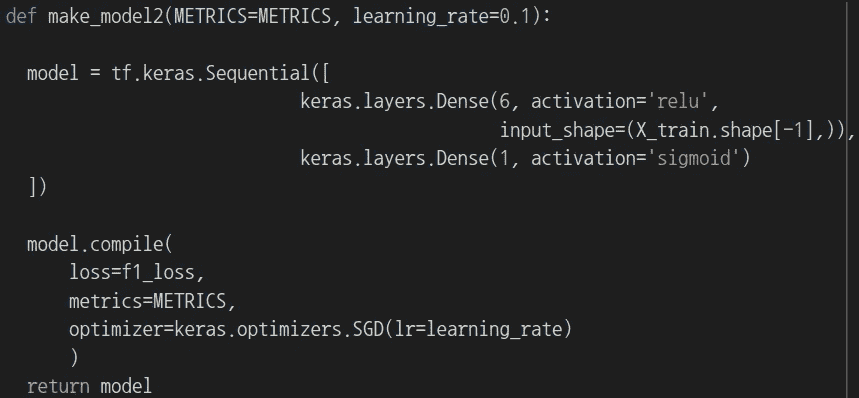 def make_model2(METRICS=METRICS, learning_rate=0.1):
model = tf.keras.Sequential([
keras.layers.Dense(6, activation='relu',
input_shape=(X_train.shape[-1],)),
keras.layers.Dense(1, activation='sigmoid')
])
model.compile(
loss=f1_loss,
metrics=METRICS,
optimizer=keras.optimizers.SGD(lr=learning_rate)
)
return model